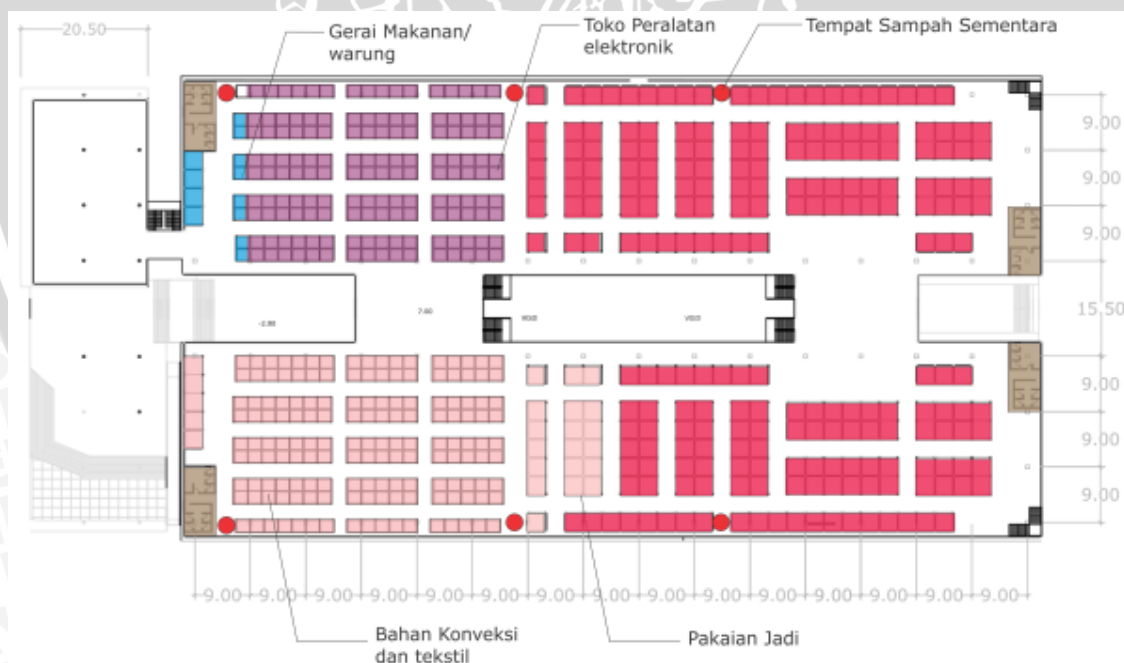 20.50
Gerai Makanan/
warung
Toko Peralatan
elektronik
Tempat Sampah Sementara
9.00
9.00
9.00
15.50
9.00
9.00
9.00
7.00
VOID
VOID
9.00 9.00 9.00 9.00 9.00 9.00 9.00 9.00 9.00 9.00 9.00 9.00 9.00 9.00 9.00
Bahan Konveksi
dan tekstil
Pakaian Jadi